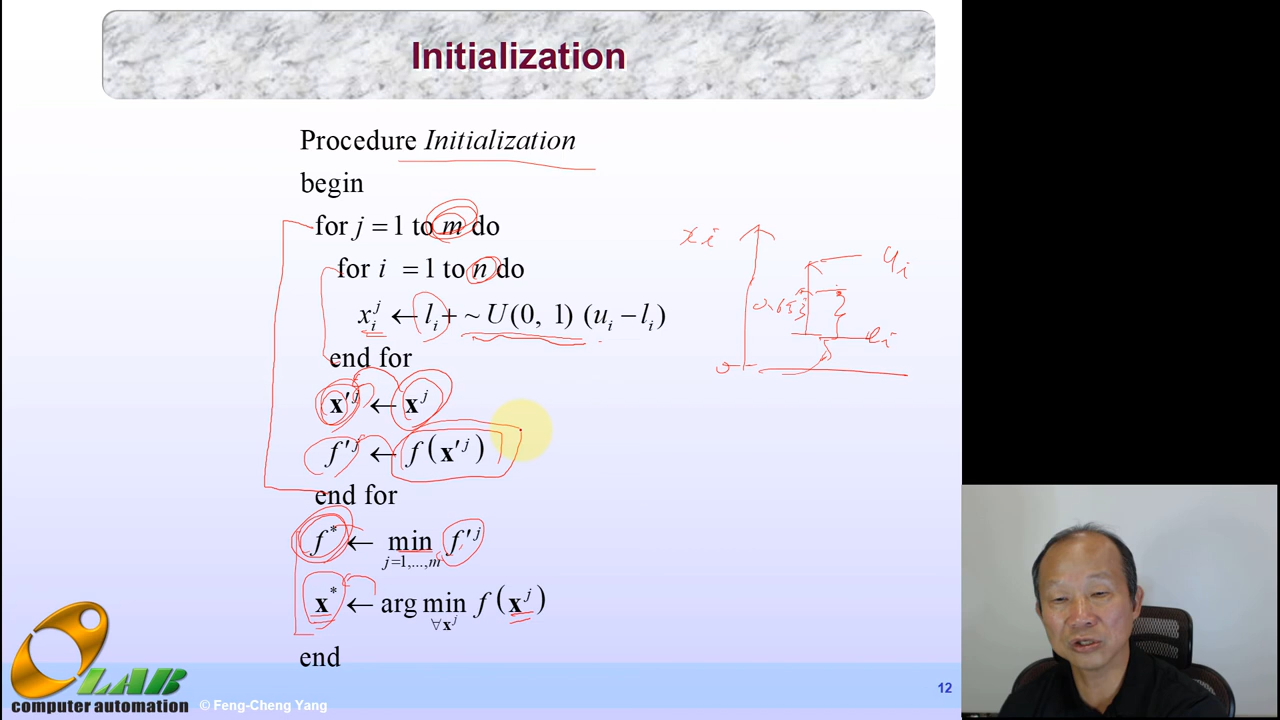 Initialization
Procedure Initialization
begin
for j = 1 to m do
for i = 1 to n do
x_i^j ← l_i + ~ U(0, 1) (u_i − l_i)
end for
x'^j ← x^j
f'^j ← f(x'^j)
end for
f^* ← min_{j=1,...,m} f'^j
x^* ← arg min_{∀x^j} f(x^j)
end
x_i
u_i
l_i
LAB
computer automation
© Feng-Cheng Yang
12